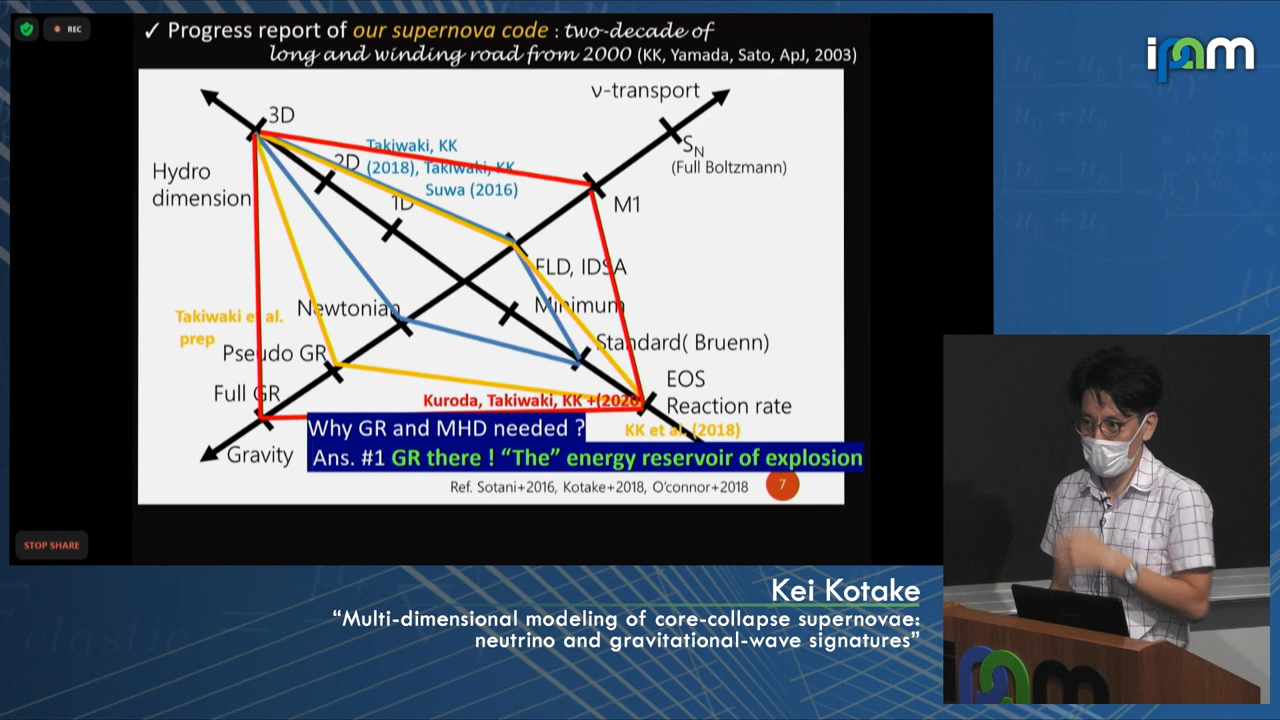 ✓ Progress report of our supernova code : two-decade of
long and winding road from 2000 (KK, Yamada, Sato, ApJ, 2003)
REC
ipam
ν-transport
3D
S_N
(Full Boltzmann)
Takiwaki, KK
2D
(2018), Takiwaki, KK
Suwa (2016)
Hydro
dimension
1D
M1
FLD, IDSA
Newtonian
Minimum
Takiwaki et al.
prep
Standard( Bruenn)
Pseudo GR
Full GR
EOS
Reaction rate
Kuroda, Takiwaki, KK +(2020)
KK et al. (2018)
Gravity
Why GR and MHD needed ?
Ans. #1 GR there ! “The” energy reservoir of explosion
Ref. Sotani+2016, Kotake+2018, O’connor+2018
7
STOP SHARE
Kei Kotake
“Multi-dimensional modeling of core-collapse supernovae:
neutrino and gravitational-wave signatures”